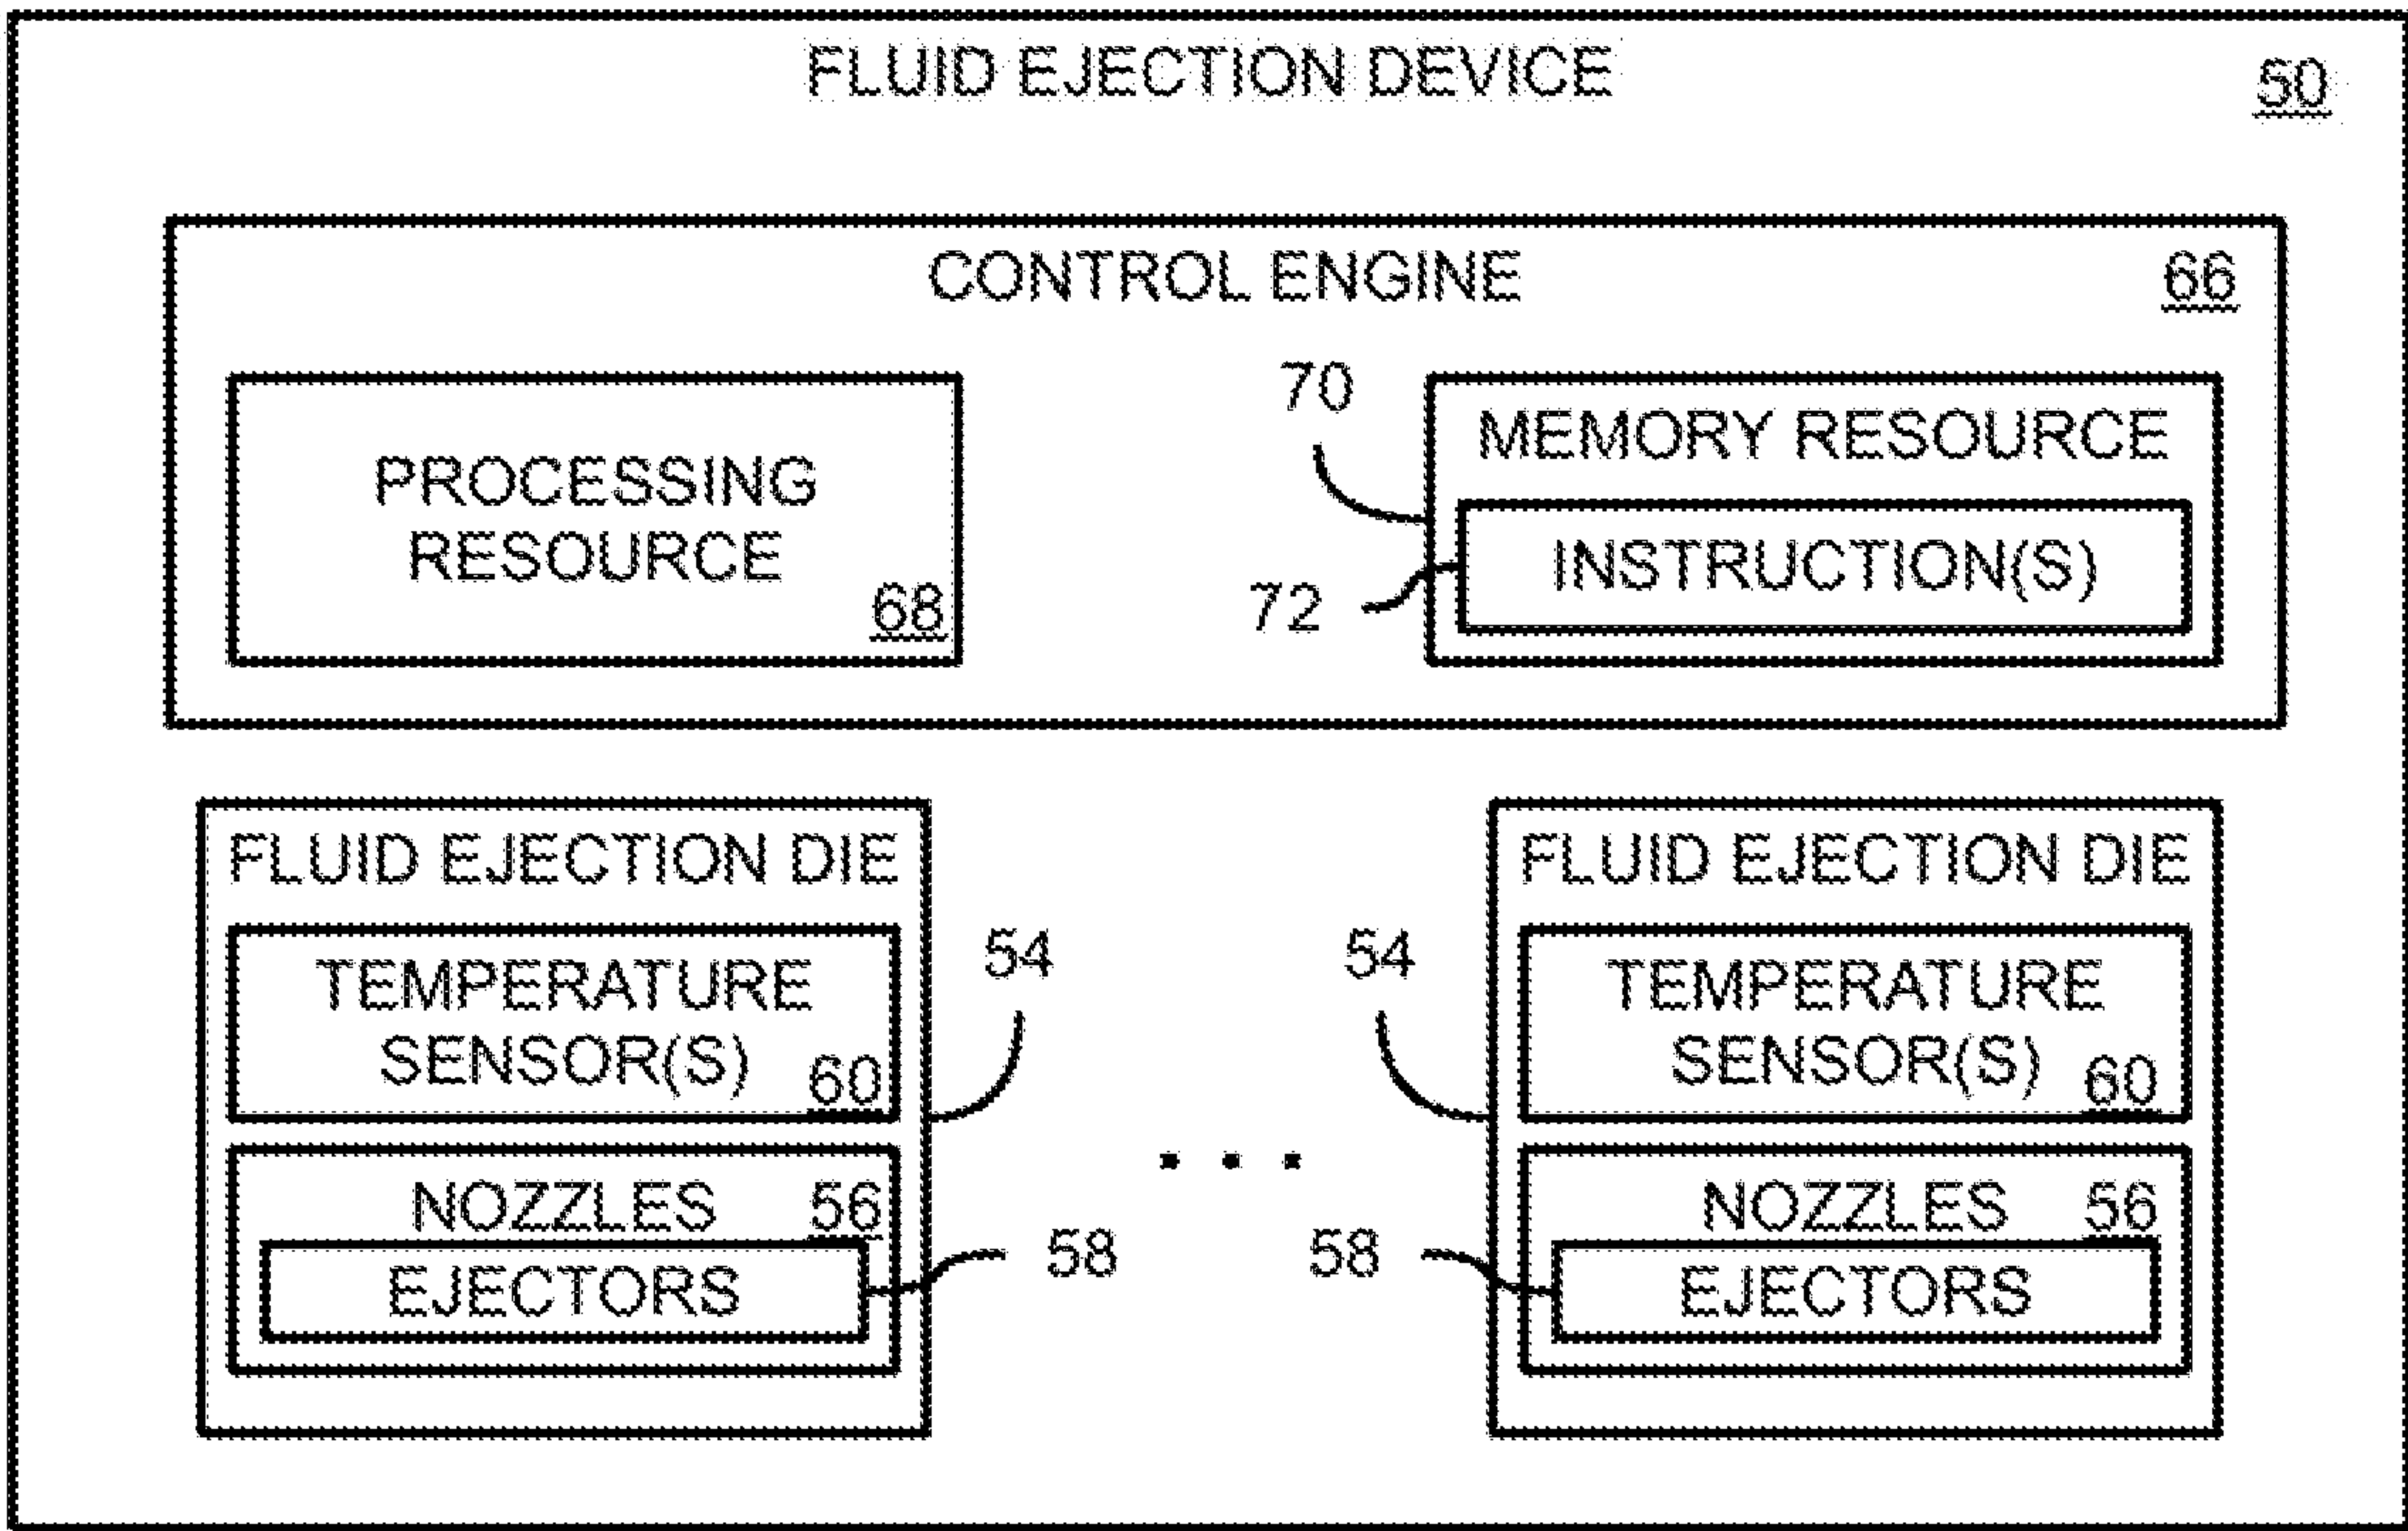 FLUID EJECTION DEVICE
50
CONTROL ENGINE
66
PROCESSING
RESOURCE
68
70
MEMORY RESOURCE
72
INSTRUCTION(S)
FLUID EJECTION DIE
TEMPERATURE
SENSOR(S)
60
54
NOZZLES
56
EJECTORS
58
. . .
FLUID EJECTION DIE
54
TEMPERATURE
SENSOR(S)
60
NOZZLES
56
58
EJECTORS